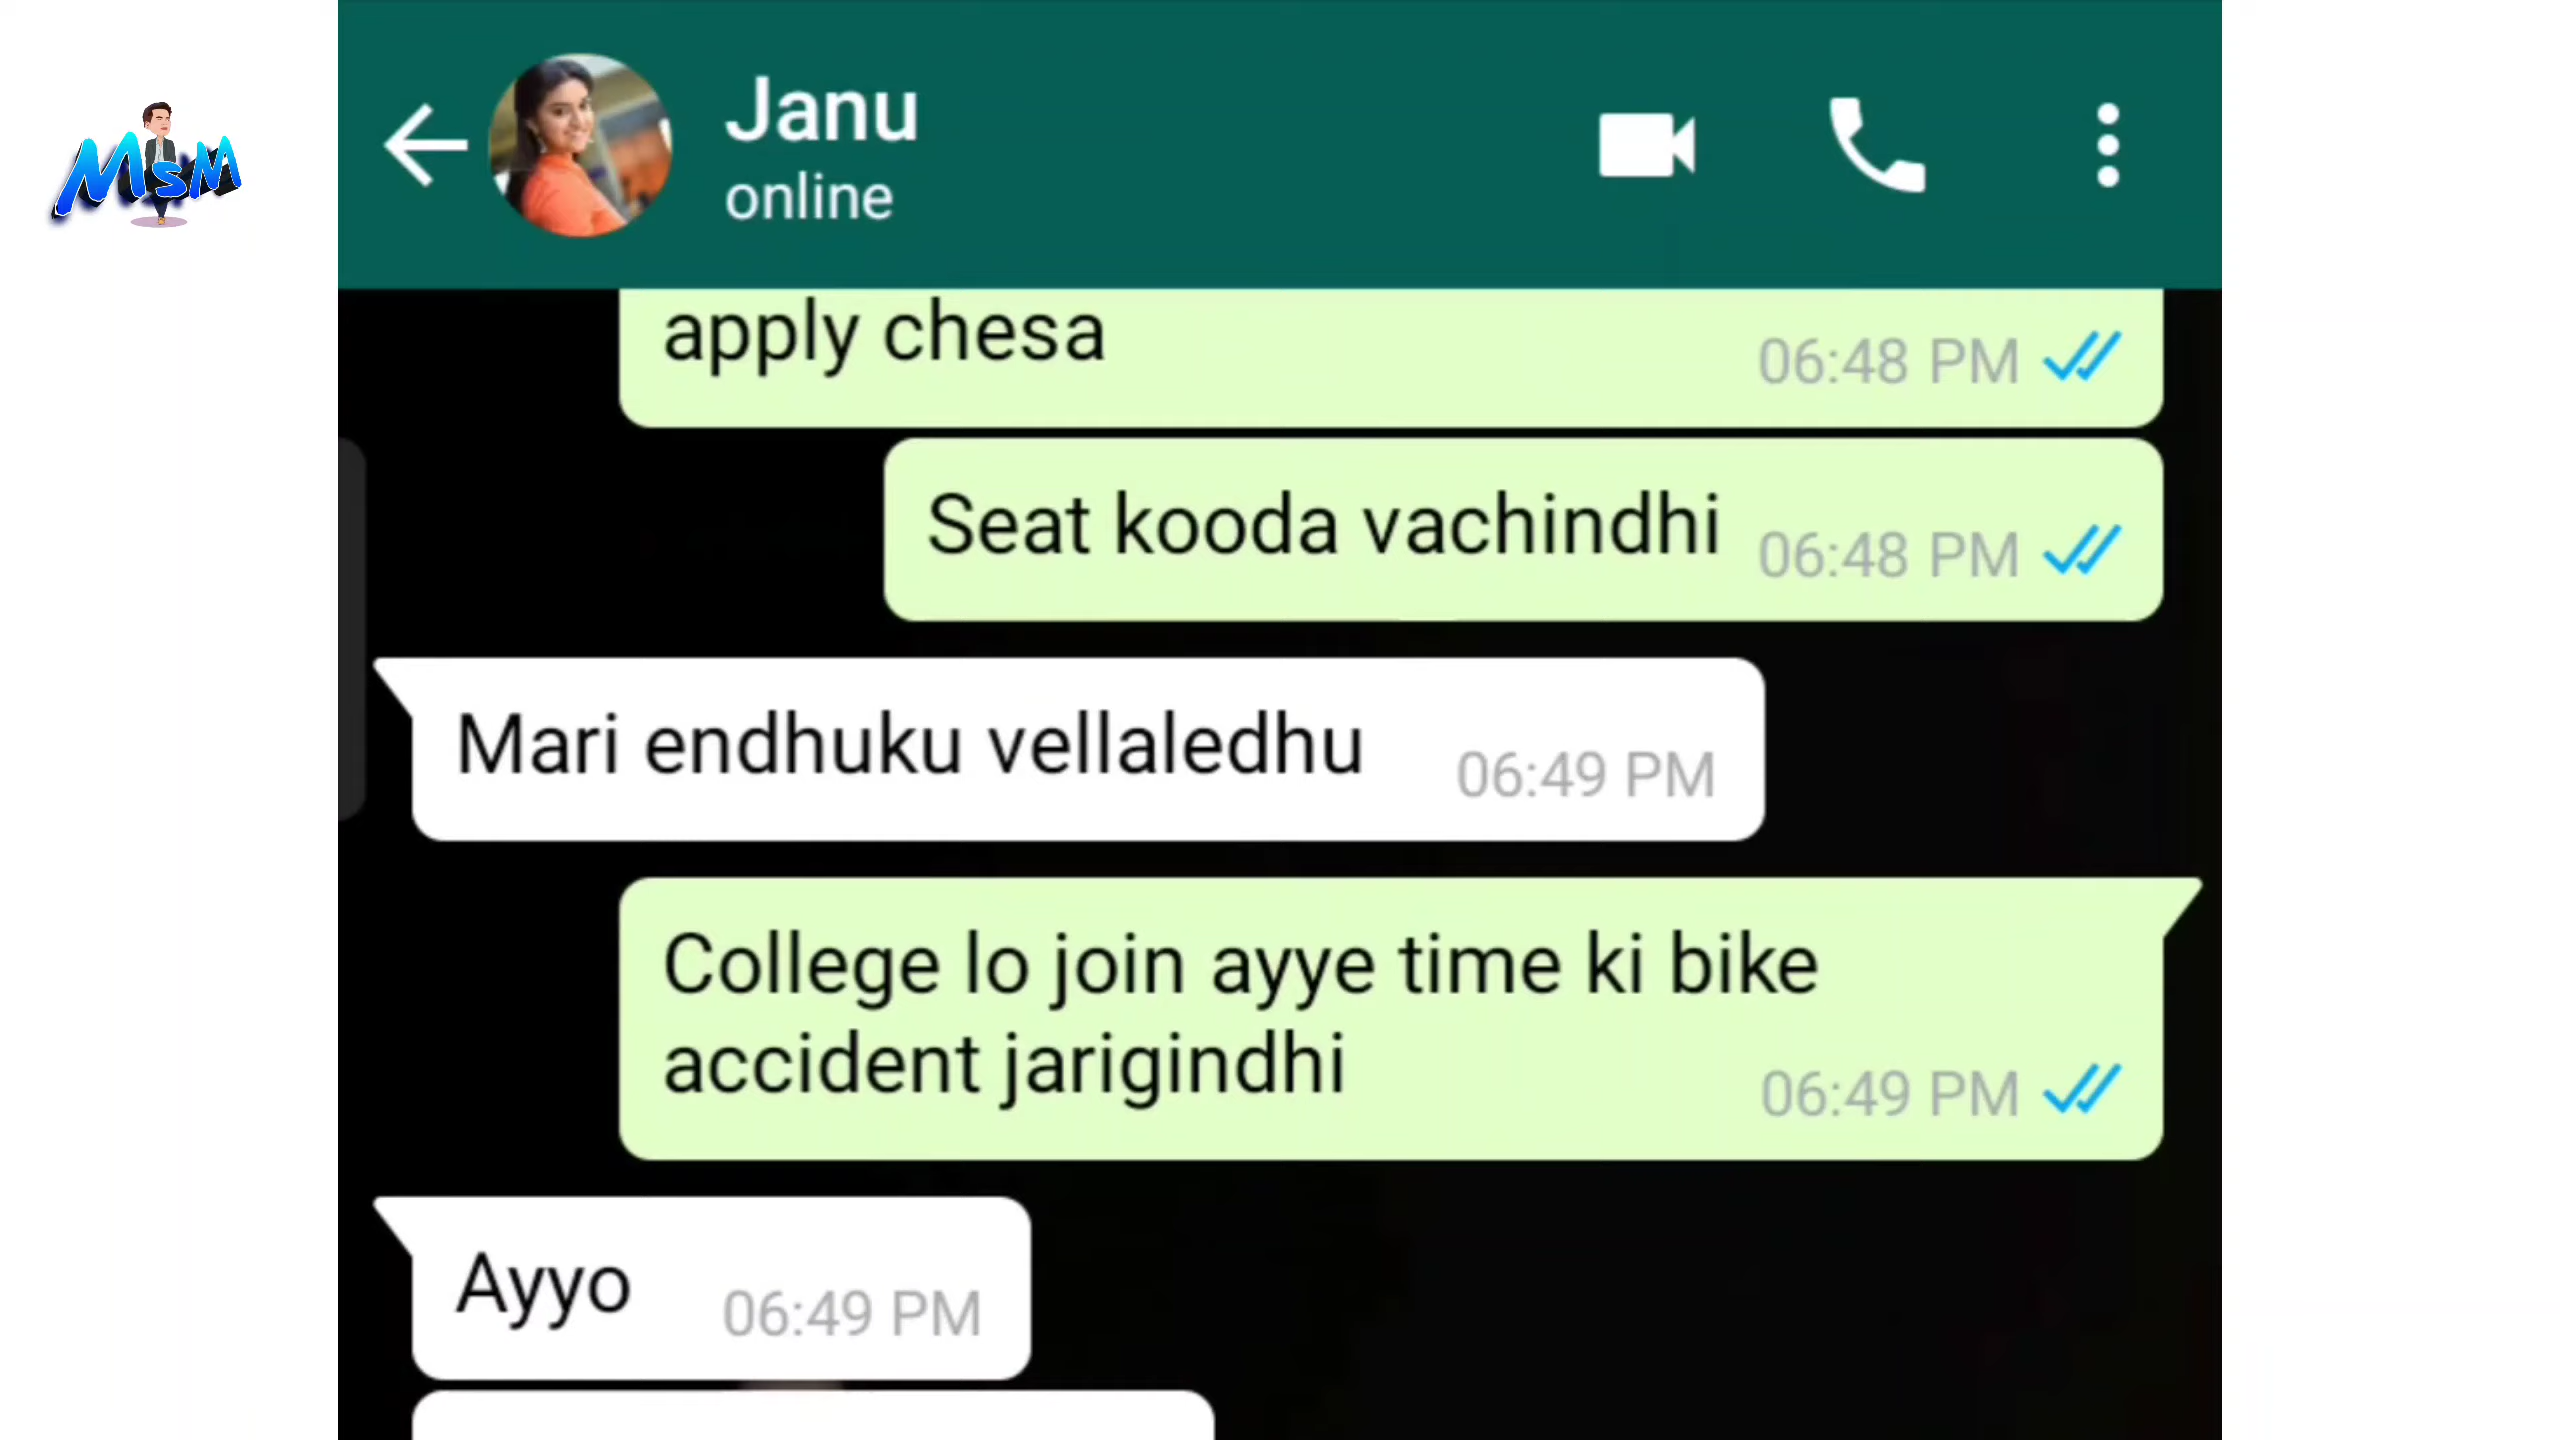 MsM
Janu
online
apply chesa
06:48 PM
Seat kooda vachindhi 06:48 PM
Mari endhuku vellaledhu 06:49 PM
College lo join ayye time ki bike
accident jarigindhi
06:49 PM
Ayyo 06:49 PM